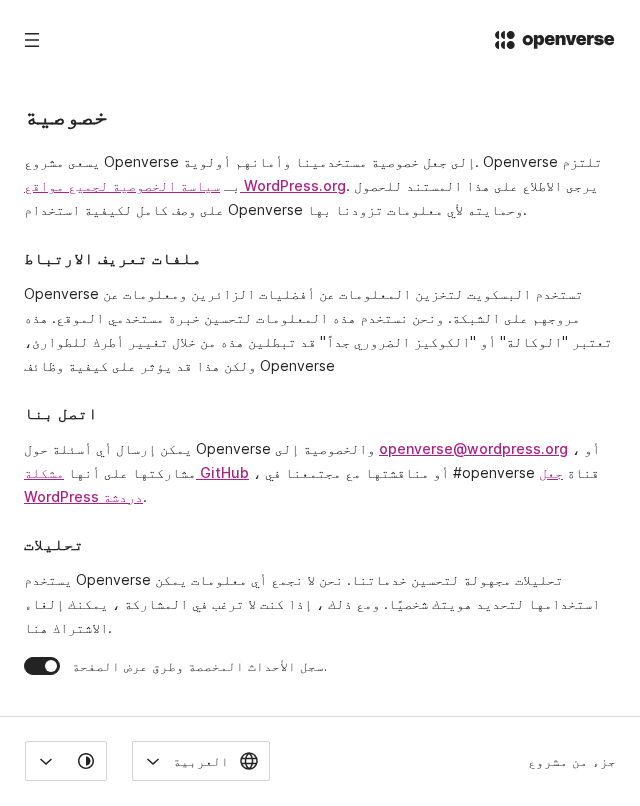 openverse
خصوصية
يسعى مشروع Openverse إلى جعل خصوصية مستخدمينا وأمانهم أولوية. Openverse تلتزم
بـ سياسة الخصوصية لجميع مواقع WordPress.org. يرجى الاطلاع على هذا المستند للحصول
على وصف كامل لكيفية استخدام Openverse وحمايته لأي معلومات تزودنا بها.
ملفات تعريف الارتباط
Openverse تستخدم البسكويت لتخزين المعلومات عن أفضليات الزائرين ومعلومات عن
مروجهم على الشبكة. ونحن نستخدم هذه المعلومات لتحسين خبرة مستخدمي الموقع. هذه
تعتبر "الوكالة" أو "الكوكيز الضروري جداً" قد تبطلين هذه من خلال تغيير أطرك للطوارئ،
ولكن هذا قد يؤثر على كيفية وظائف Openverse.
اتصل بنا
يمكن إرسال أي أسئلة حول Openverse والخصوصية إلى openverse@wordpress.org ، أو
مشاركتها على أنها مشكلة GitHub ، أو مناقشتها مع مجتمعنا في #openverse قناة جعل
WordPress دردشة.
تحليلات
يستخدم Openverse تحليلات مجهولة لتحسين خدماتنا. نحن لا نجمع أي معلومات يمكن
استخدامها لتحديد هويتك شخصيًا. ومع ذلك ، إذا كنت لا ترغب في المشاركة ، يمكنك إلغاء
الاشتراك هنا.
سجل الأحداث المخصصة وطرق عرض الصفحة.
جزء من مشروع
العربية